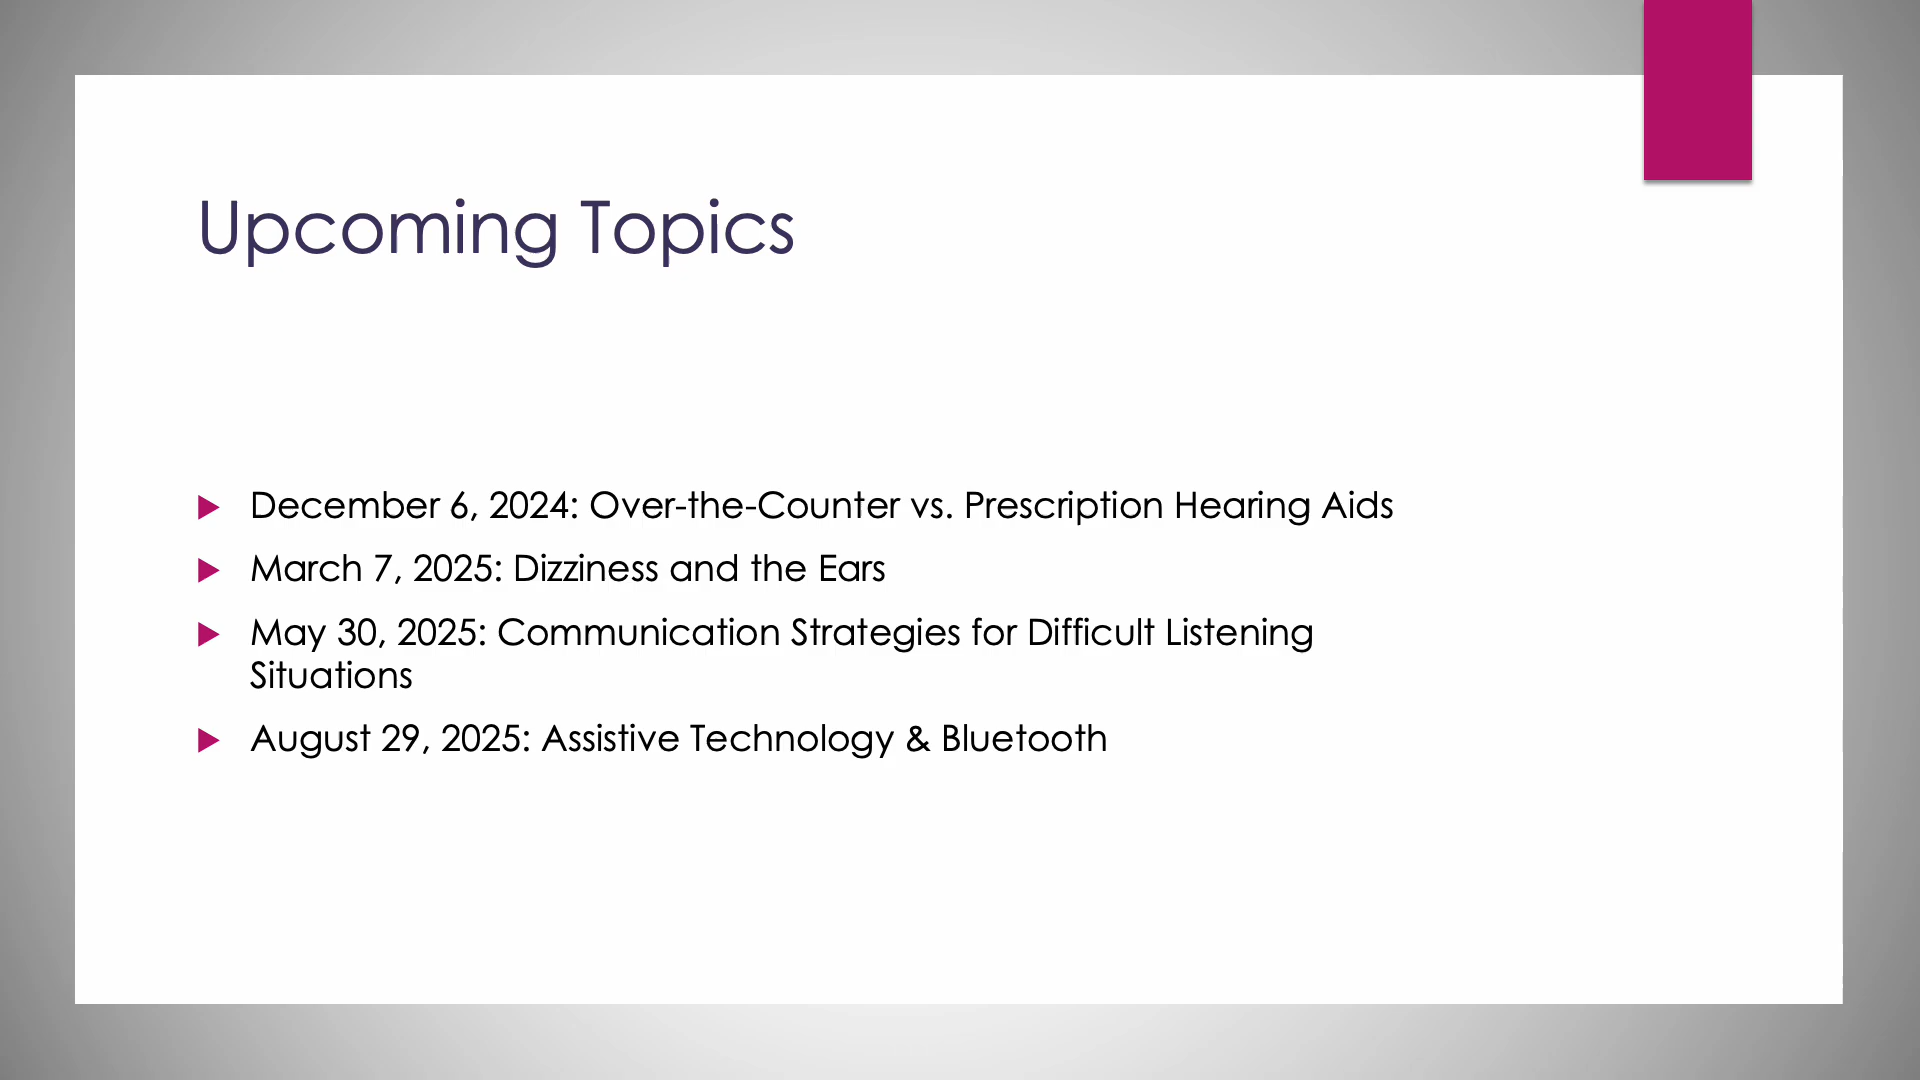 Upcoming Topics
December 6, 2024: Over-the-Counter vs. Prescription Hearing Aids
March 7, 2025: Dizziness and the Ears
May 30, 2025: Communication Strategies for Difficult Listening
Situations
August 29, 2025: Assistive Technology & Bluetooth